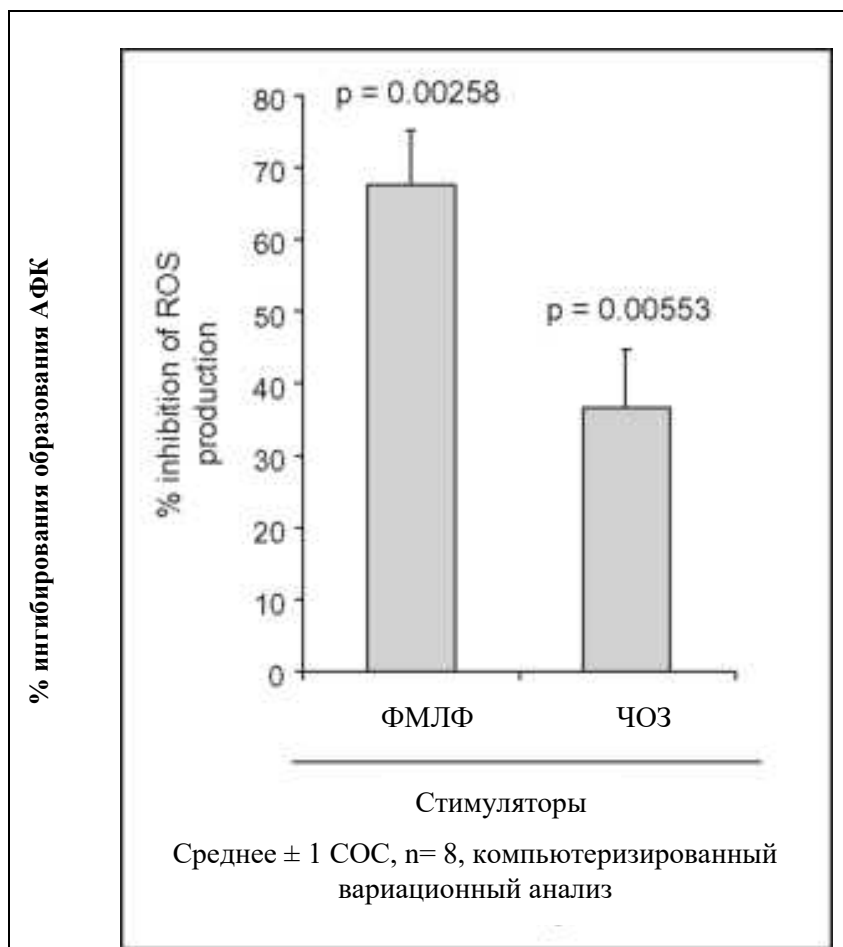 % ингибирования образования АФК
% inhibition of ROS
production
80
70
60
50
40
30
20
10
0
p = 0.00258
p = 0.00553
ФМЛФ
ЧОЗ
Стимуляторы
Среднее ± 1 СОС, n= 8, компьютеризированный
вариационный анализ